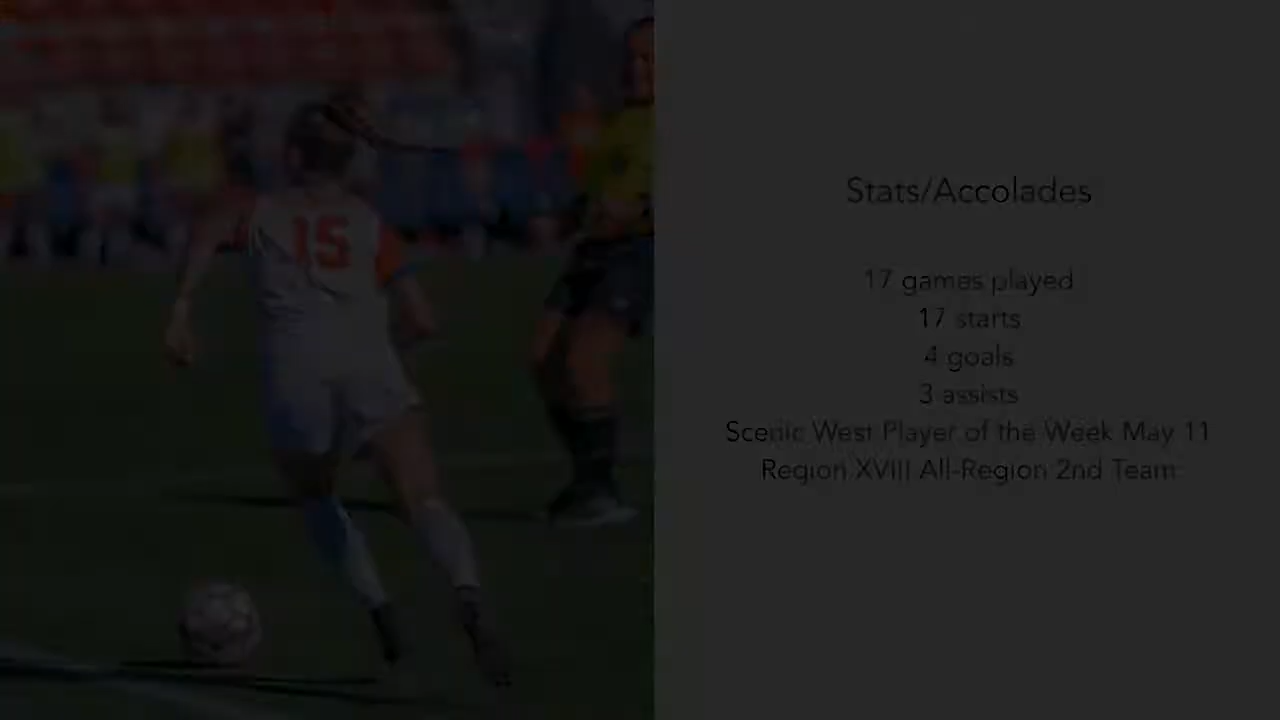 15
Stats/Accolades
17 games played
17 starts
4 goals
3 assists
Scenic West Player of the Week May 11
Region XVIII All-Region 2nd Team